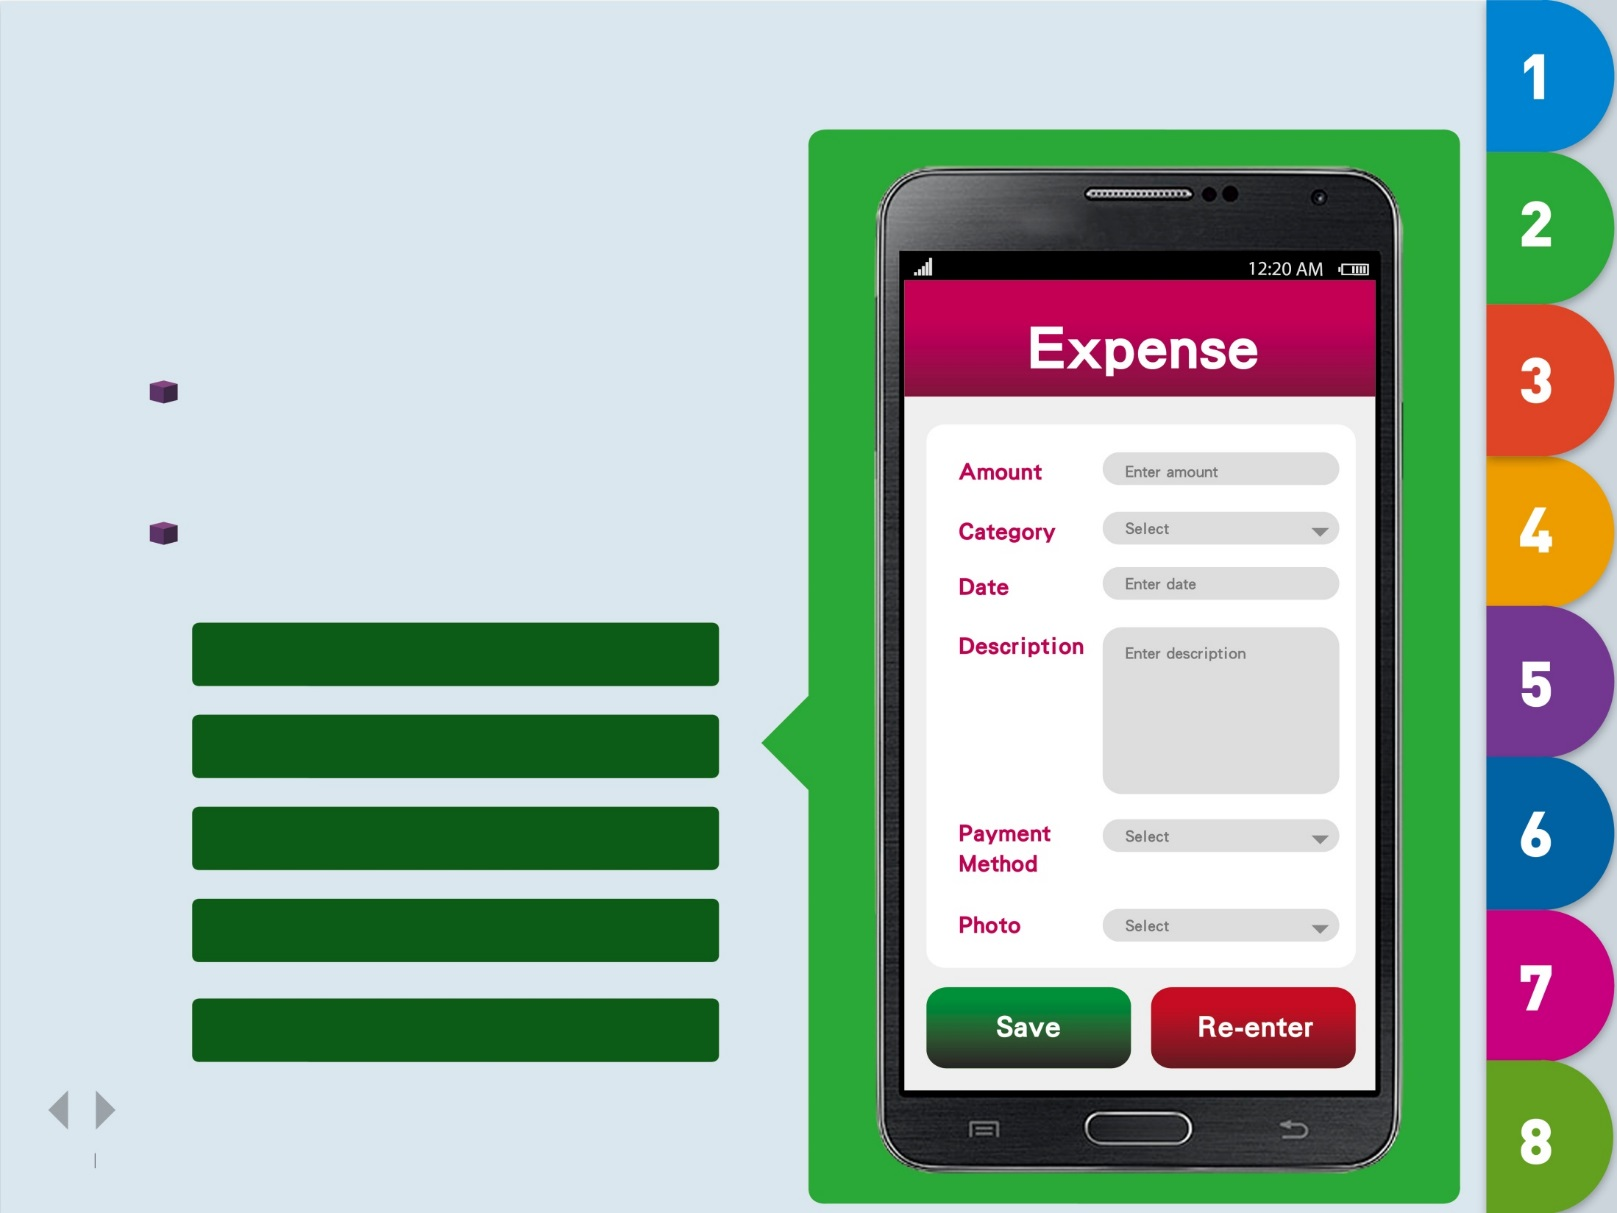 12:20 AM
Expense
Amount
Enter amount
Category
Select
Date
Enter date
Description
Enter description
Payment
Method
Select
Photo
Select
Save
Re-enter
1
2
3
4
5
6
7
8